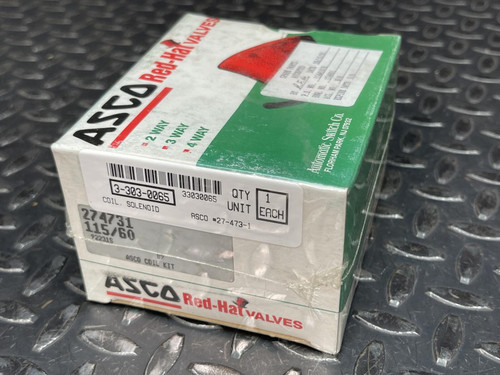 ASCO Red-Hat VALVES
2 WAY
3 WAY
4 WAY
Automatic Switch Co.
FLORHAM PARK, NJ 07932
3-303-0065
33030065
COIL, SOLENOID
QTY
UNIT
1
EACH
ASCO #27-473-1
274731
115/60
ASCO COIL KIT
ASCO Red-Hat VALVES